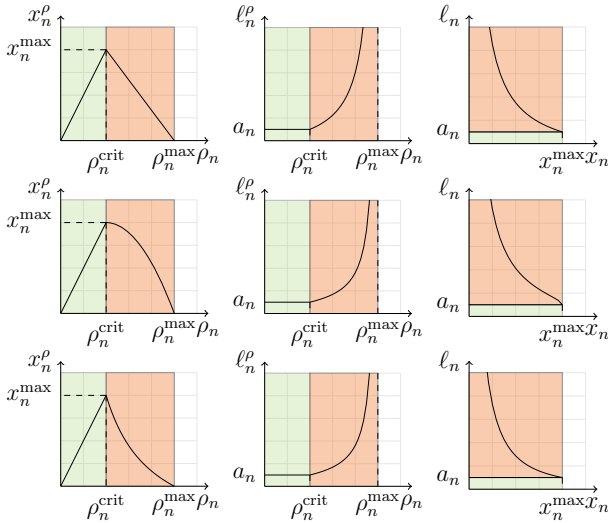 x_n^ρ ℓ_n^ρ ℓ_n
x_n^max
a_n a_n
ρ_n^crit ρ_n^max ρ_n ρ_n^crit ρ_n^max ρ_n x_n^max x_n
x_n^ρ ℓ_n^ρ ℓ_n
x_n^max
a_n a_n
ρ_n^crit ρ_n^max ρ_n ρ_n^crit ρ_n^max ρ_n x_n^max x_n
x_n^ρ ℓ_n^ρ ℓ_n
x_n^max
a_n a_n
ρ_n^crit ρ_n^max ρ_n ρ_n^crit ρ_n^max ρ_n x_n^max x_n